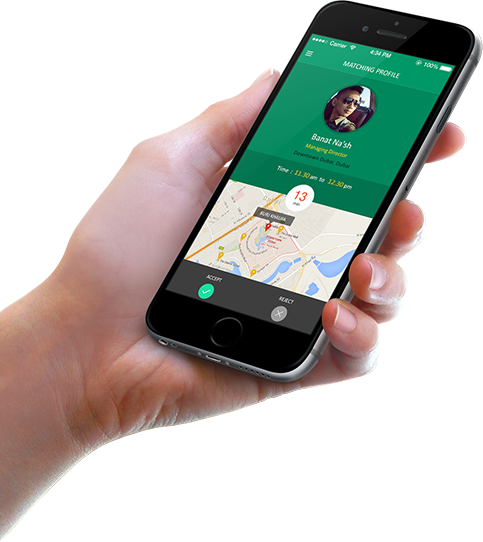 Carrier 4:34 PM 100%
MATCHING PROFILE
Banat Na'sh
Managing Director
Downtown Dubai, Dubai
Time : 11.30 am to 12.30 pm
13
BURJ KHALIFA
ACCEPT
REJECT